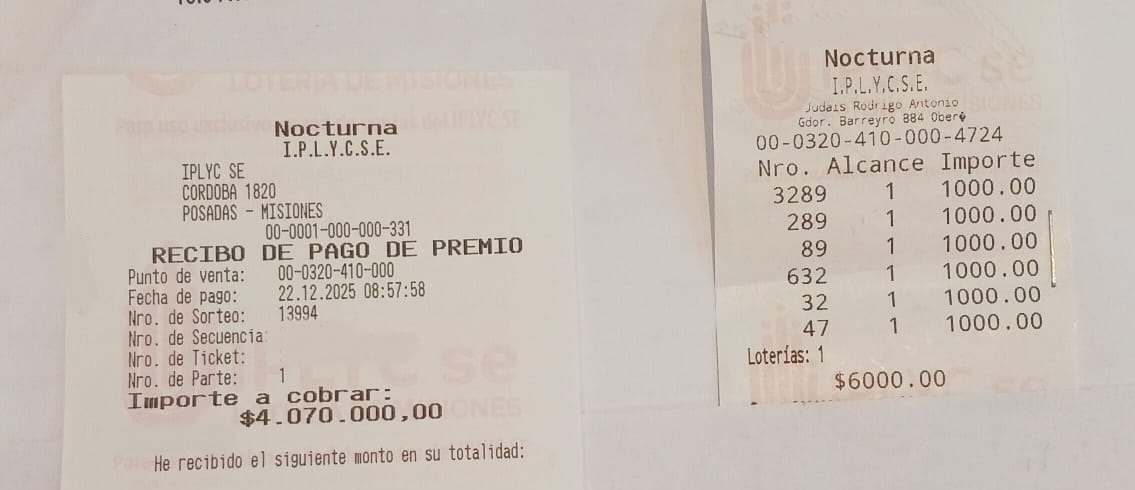 Nocturna
I.P.L.Y.C.S.E.
IPLYC SE
CORDOBA 1820
POSADAS - MISIONES
00-0001-000-000-331
RECIBO DE PAGO DE PREMIO
Punto de venta: 00-0320-410-000
Fecha de pago: 22.12.2025 08:57:58
Nro. de Sorteo: 13994
Nro. de Secuencia:
Nro. de Ticket:
Nro. de Parte: 1
Importe a cobrar:
$4.070.000,00
He recibido el siguiente monto en su totalidad:
LOTERIA DE MISIONES
Nocturna
I.P.L.Y.C.S.E.
Judais Rodrigo Antonio
Gdor. Barreyro 884 Ober�
00-0320-410-000-4724
Nro. Alcance Importe
3289 1 1000.00
289 1 1000.00
89 1 1000.00
632 1 1000.00
32 1 1000.00
47 1 1000.00
Loterías: 1
$6000.00